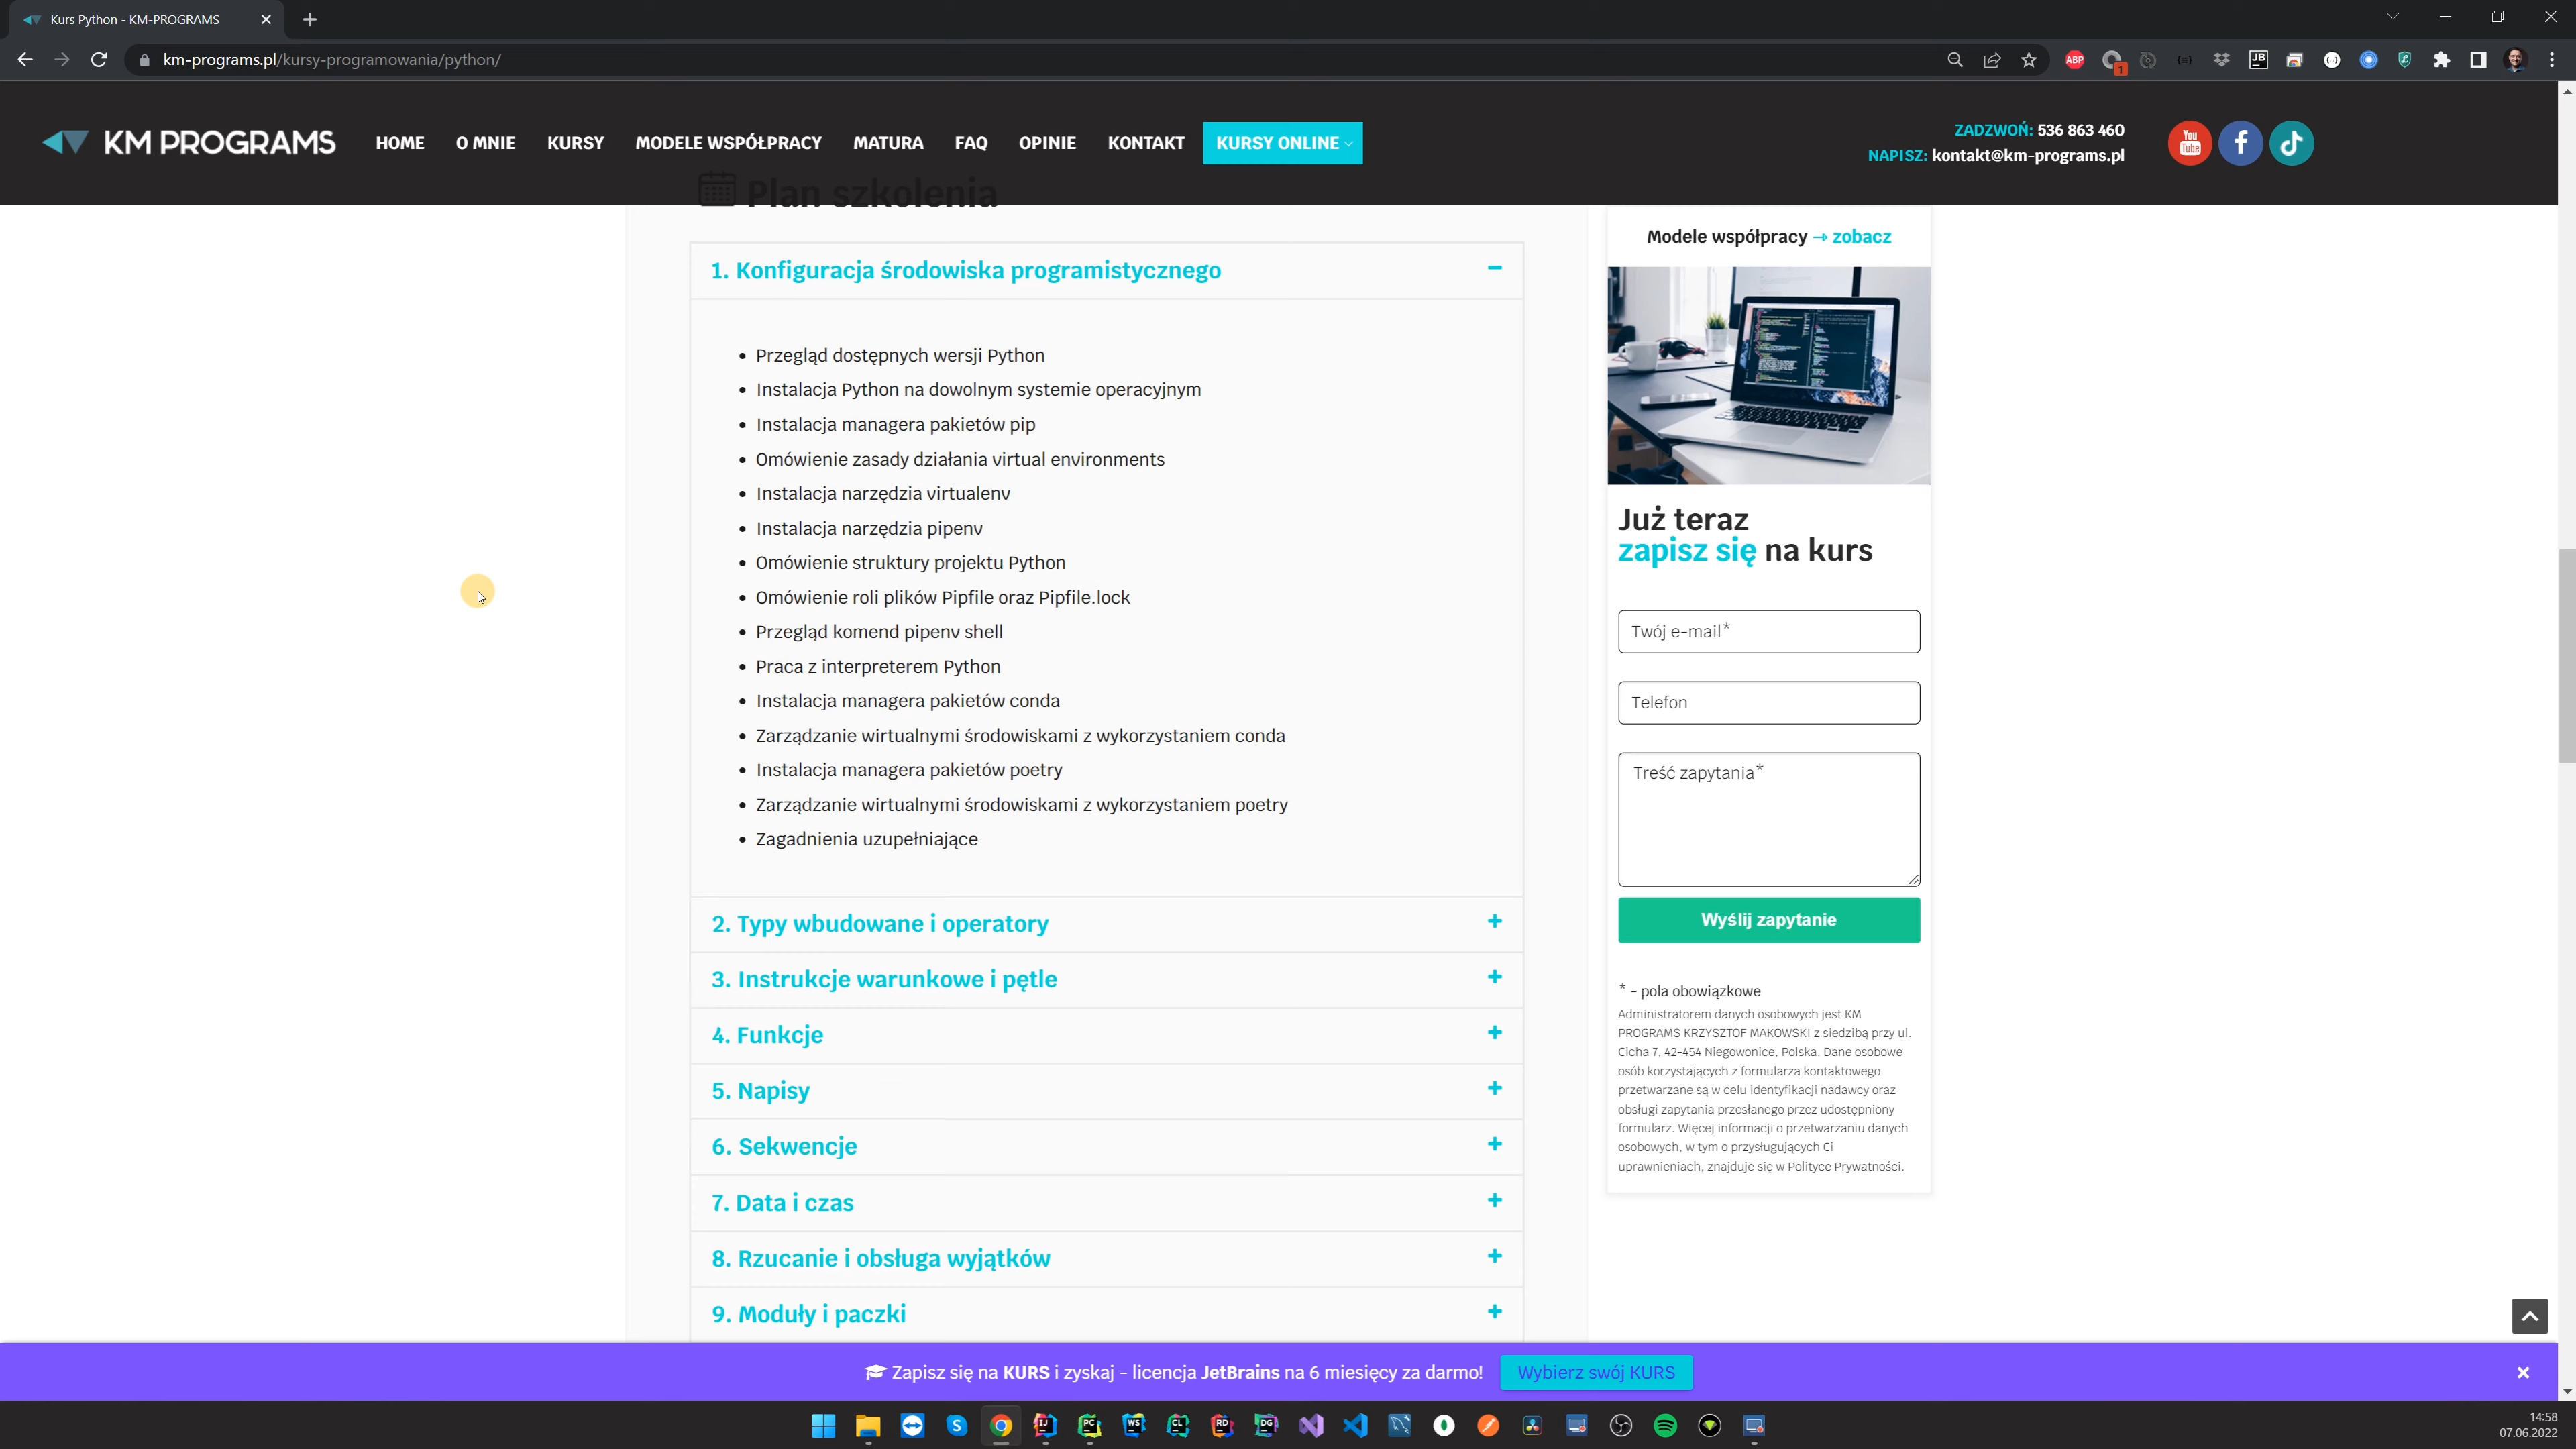 Kurs Python - KM-PROGRAMS
km-programs.pl/kursy-programowania/python/
ABP
1
JB
KM PROGRAMS
HOME
O MNIE
KURSY
MODELE WSPÓŁPRACY
MATURA
FAQ
OPINIE
KONTAKT
KURSY ONLINE
ZADZWOŃ: 536 863 460
NAPISZ: kontakt@km-programs.pl
You
Tube
Plan szkolenia
1. Konfiguracja środowiska programistycznego
• Przegląd dostępnych wersji Python
• Instalacja Python na dowolnym systemie operacyjnym
• Instalacja managera pakietów pip
• Omówienie zasady działania virtual environments
• Instalacja narzędzia virtualenv
• Instalacja narzędzia pipenv
• Omówienie struktury projektu Python
• Omówienie roli plików Pipfile oraz Pipfile.lock
• Przegląd komend pipenv shell
• Praca z interpreterem Python
• Instalacja managera pakietów conda
• Zarządzanie wirtualnymi środowiskami z wykorzystaniem conda
• Instalacja managera pakietów poetry
• Zarządzanie wirtualnymi środowiskami z wykorzystaniem poetry
• Zagadnienia uzupełniające
2. Typy wbudowane i operatory
3. Instrukcje warunkowe i pętle
4. Funkcje
5. Napisy
6. Sekwencje
7. Data i czas
8. Rzucanie i obsługa wyjątków
9. Moduły i paczki
Modele współpracy → zobacz
Już teraz
zapisz się na kurs
Twój e-mail*
Telefon
Treść zapytania*
Wyślij zapytanie
* - pola obowiązkowe
Administratorem danych osobowych jest KM
PROGRAMS KRZYSZTOF MAKOWSKI z siedzibą przy ul.
Cicha 7, 42-454 Niegowonice, Polska. Dane osobowe
osób korzystających z formularza kontaktowego
przetwarzane są w celu identyfikacji nadawcy oraz
obsługi zapytania przesłanego przez udostępniony
formularz. Więcej informacji o przetwarzaniu danych
osobowych, w tym o przysługujących Ci
uprawnieniach, znajduje się w Polityce Prywatności.
Zapisz się na KURS i zyskaj - licencja JetBrains na 6 miesięcy za darmo!
Wybierz swój KURS
IJ
PC
WS
CL
RD
DG
14:58
07.06.2022